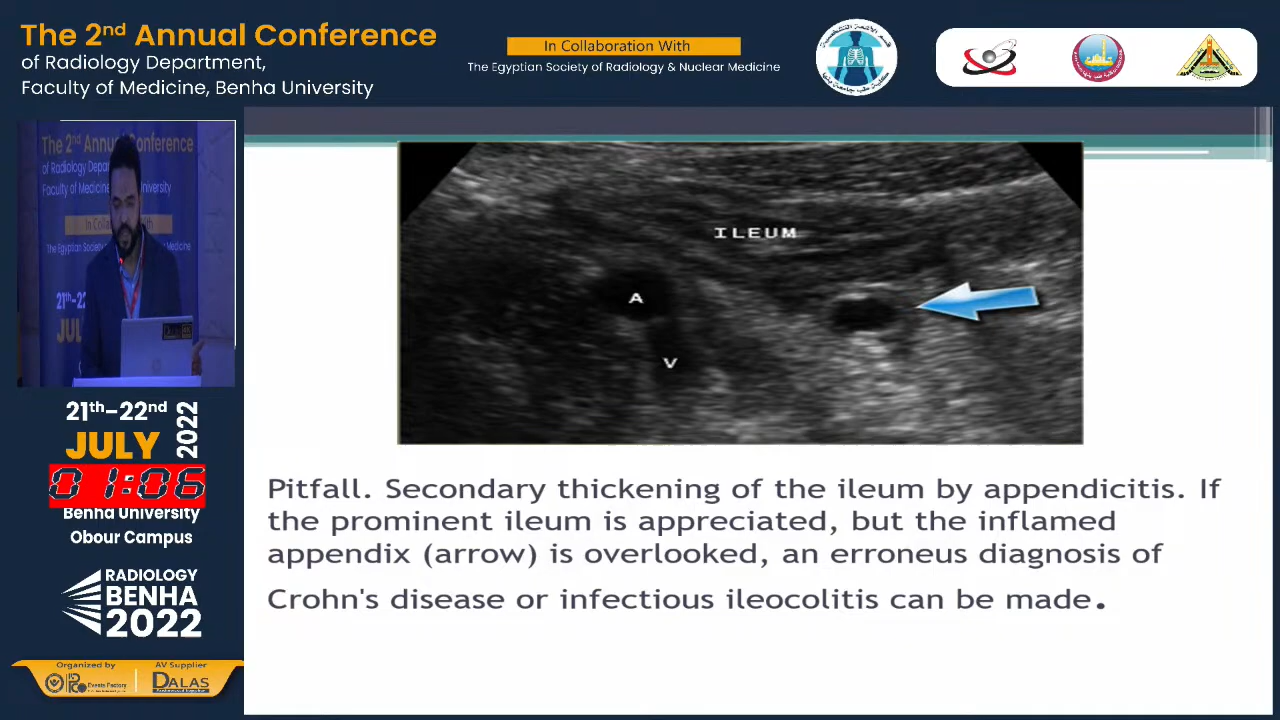 The 2nd Annual Conference
of Radiology Department,
Faculty of Medicine, Benha University
In Collaboration With
The Egyptian Society of Radiology & Nuclear Medicine
ILEUM
A
V
Pitfall. Secondary thickening of the ileum by appendicitis. If
the prominent ileum is appreciated, but the inflamed
appendix (arrow) is overlooked, an erroneus diagnosis of
Crohn's disease or infectious ileocolitis can be made.
21th-22nd
JULY
2022
01:06
Benha University
Obour Campus
RADIOLOGY
BENHA
2022
Organized by
AV Supplier
Events Factory
DALAS